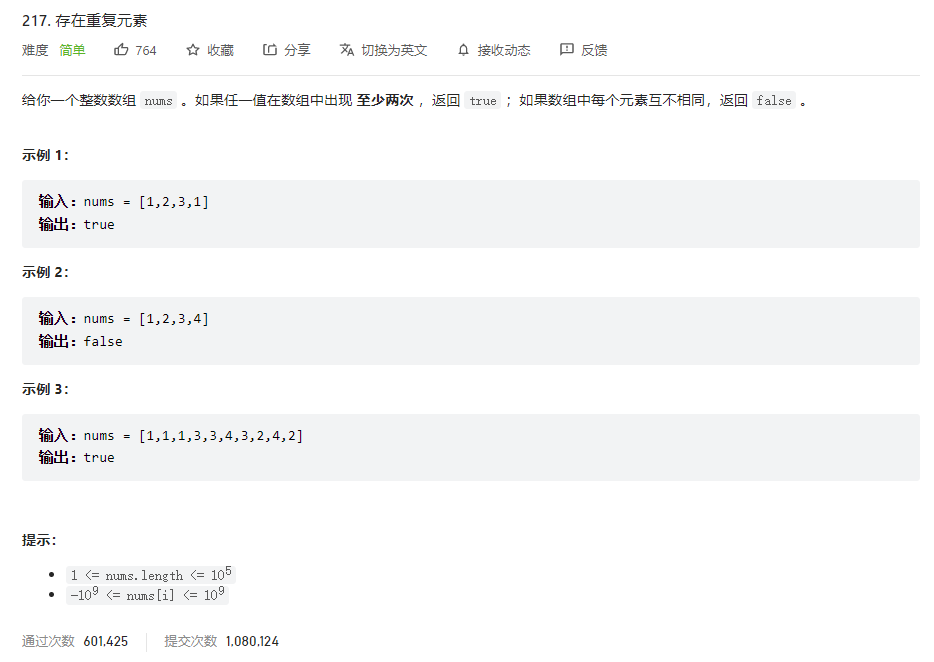 217. 存在重复元素
难度 简单 764 收藏 分享 切换为英文 接收动态 反馈
给你一个整数数组 nums 。如果任一值在数组中出现 至少两次 ，返回 true ；如果数组中每个元素互不相同，返回 false 。
示例 1：
输入：nums = [1,2,3,1]
输出：true
示例 2：
输入：nums = [1,2,3,4]
输出：false
示例 3：
输入：nums = [1,1,1,3,3,4,3,2,4,2]
输出：true
提示：
1 <= nums.length <= 10⁵
-10⁹ <= nums[i] <= 10⁹
通过次数 601,425 提交次数 1,080,124